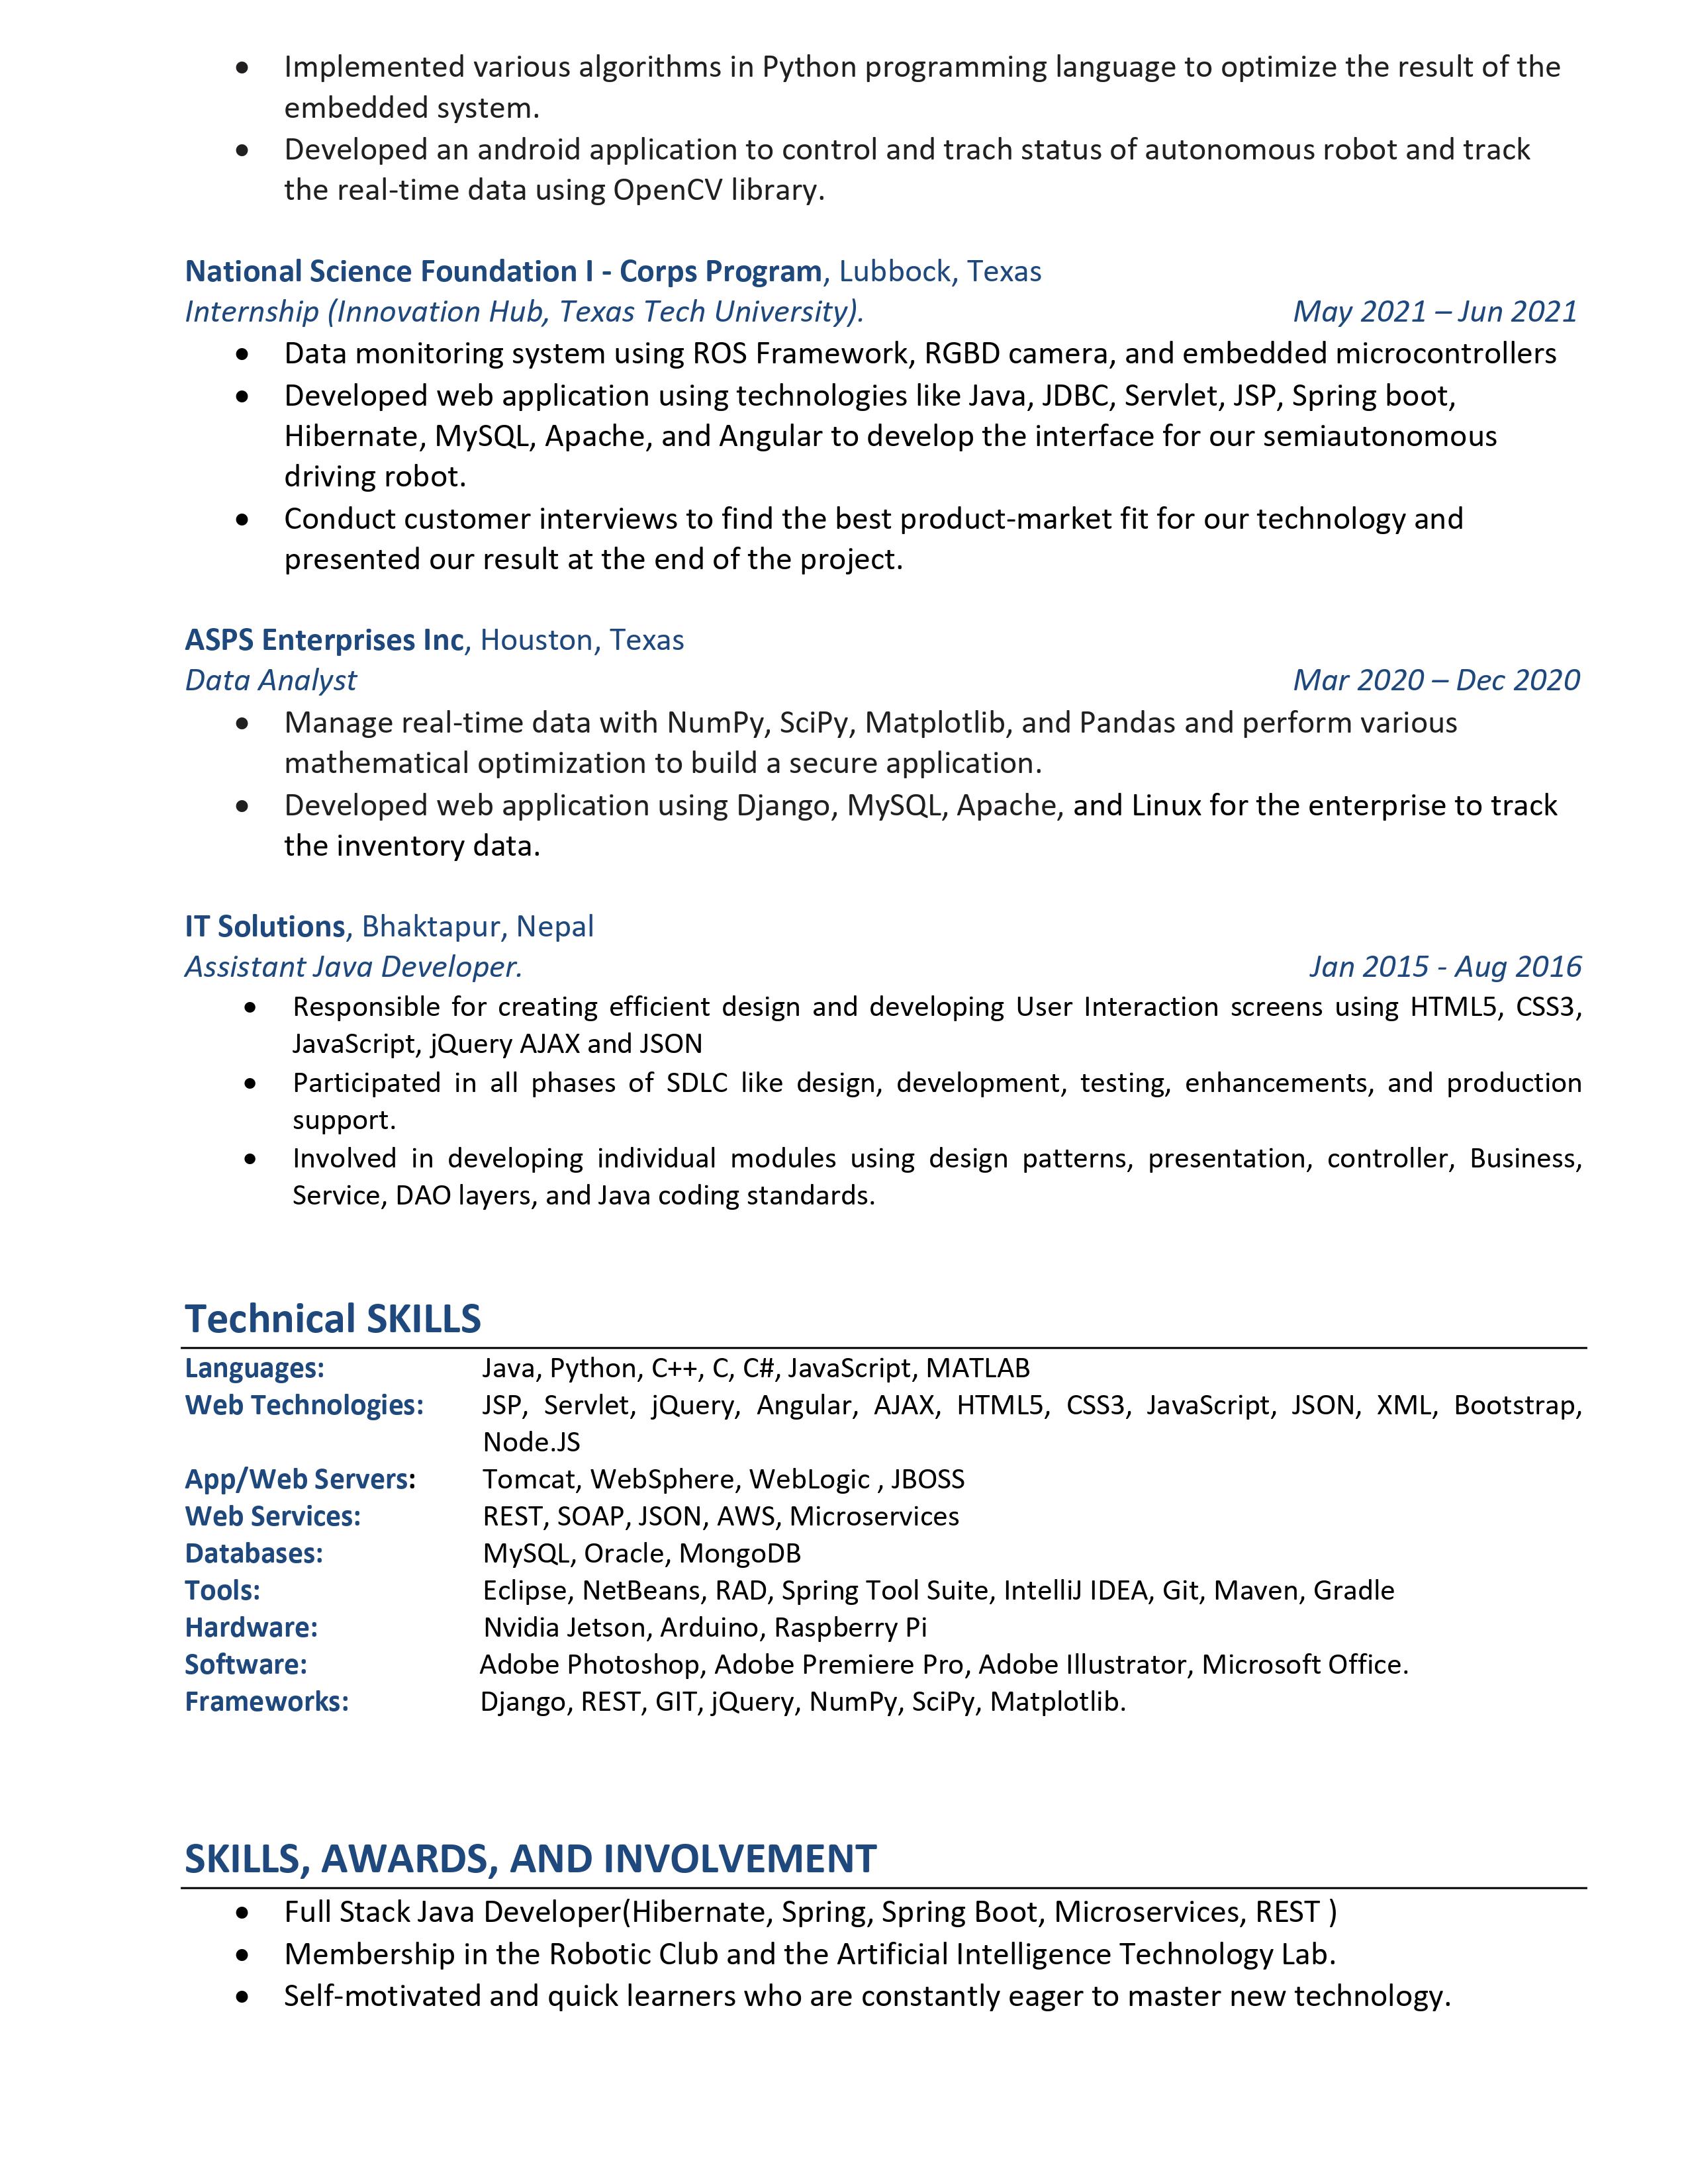 • Implemented various algorithms in Python programming language to optimize the result of the
embedded system.
• Developed an android application to control and trach status of autonomous robot and track
the real-time data using OpenCV library.
National Science Foundation I - Corps Program, Lubbock, Texas
Internship (Innovation Hub, Texas Tech University). May 2021 – Jun 2021
• Data monitoring system using ROS Framework, RGBD camera, and embedded microcontrollers
• Developed web application using technologies like Java, JDBC, Servlet, JSP, Spring boot,
Hibernate, MySQL, Apache, and Angular to develop the interface for our semiautonomous
driving robot.
• Conduct customer interviews to find the best product-market fit for our technology and
presented our result at the end of the project.
ASPS Enterprises Inc, Houston, Texas
Data Analyst Mar 2020 – Dec 2020
• Manage real-time data with NumPy, SciPy, Matplotlib, and Pandas and perform various
mathematical optimization to build a secure application.
• Developed web application using Django, MySQL, Apache, and Linux for the enterprise to track
the inventory data.
IT Solutions, Bhaktapur, Nepal
Assistant Java Developer. Jan 2015 - Aug 2016
• Responsible for creating efficient design and developing User Interaction screens using HTML5, CSS3,
JavaScript, jQuery AJAX and JSON
• Participated in all phases of SDLC like design, development, testing, enhancements, and production
support.
• Involved in developing individual modules using design patterns, presentation, controller, Business,
Service, DAO layers, and Java coding standards.
Technical SKILLS
Languages: Java, Python, C++, C, C#, JavaScript, MATLAB
Web Technologies: JSP, Servlet, jQuery, Angular, AJAX, HTML5, CSS3, JavaScript, JSON, XML, Bootstrap,
Node.JS
App/Web Servers: Tomcat, WebSphere, WebLogic , JBOSS
Web Services: REST, SOAP, JSON, AWS, Microservices
Databases: MySQL, Oracle, MongoDB
Tools: Eclipse, NetBeans, RAD, Spring Tool Suite, IntelliJ IDEA, Git, Maven, Gradle
Hardware: Nvidia Jetson, Arduino, Raspberry Pi
Software: Adobe Photoshop, Adobe Premiere Pro, Adobe Illustrator, Microsoft Office.
Frameworks: Django, REST, GIT, jQuery, NumPy, SciPy, Matplotlib.
SKILLS, AWARDS, AND INVOLVEMENT
• Full Stack Java Developer(Hibernate, Spring, Spring Boot, Microservices, REST )
• Membership in the Robotic Club and the Artificial Intelligence Technology Lab.
• Self-motivated and quick learners who are constantly eager to master new technology.